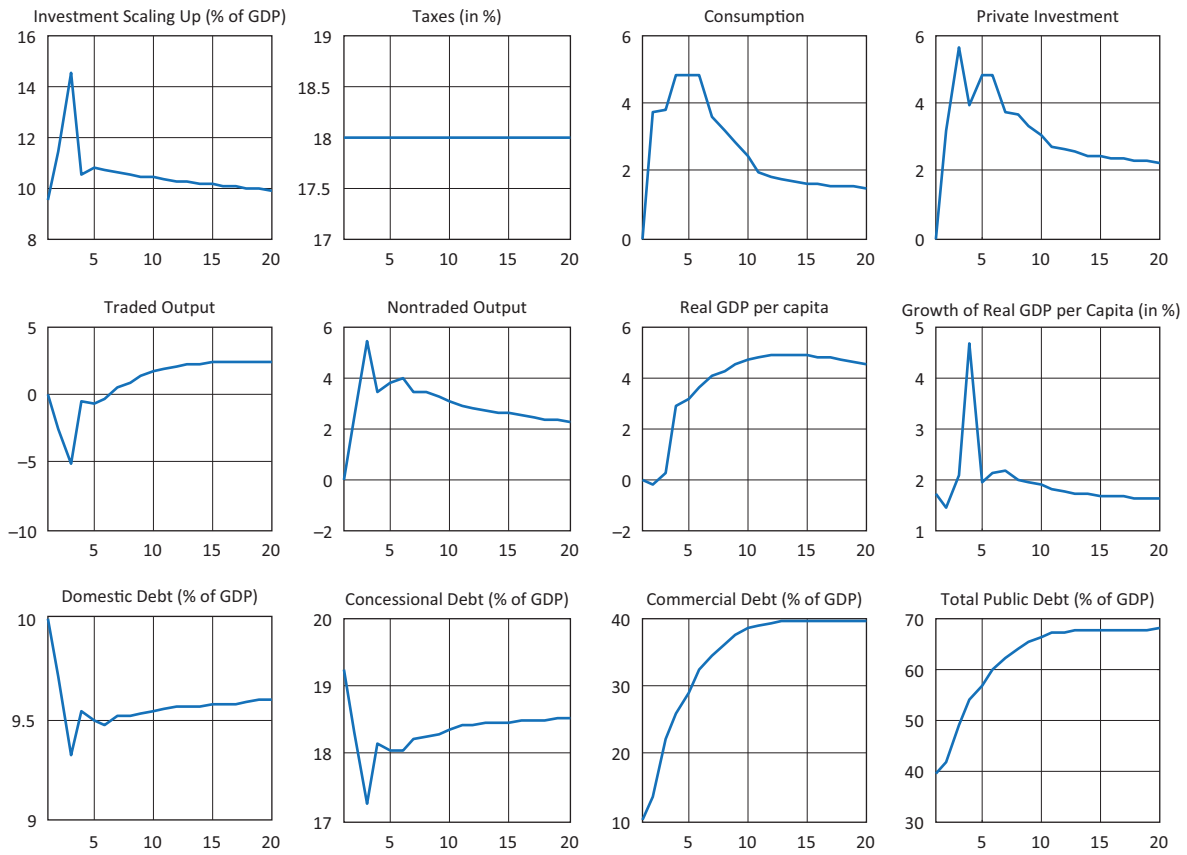 Investment Scaling Up (% of GDP)
16
14
12
10
8
5 10 15 20
Taxes (in %)
19
18.5
18
17.5
17
5 10 15 20
Consumption
6
4
2
0
5 10 15 20
Private Investment
6
4
2
0
5 10 15 20
Traded Output
5
0
–5
–10
5 10 15 20
Nontraded Output
6
4
2
0
–2
5 10 15 20
Real GDP per capita
6
4
2
0
–2
5 10 15 20
Growth of Real GDP per Capita (in %)
5
4
3
2
1
5 10 15 20
Domestic Debt (% of GDP)
10
9.5
9
5 10 15 20
Concessional Debt (% of GDP)
20
19
18
17
5 10 15 20
Commercial Debt (% of GDP)
40
30
20
10
5 10 15 20
Total Public Debt (% of GDP)
70
60
50
40
30
5 10 15 20